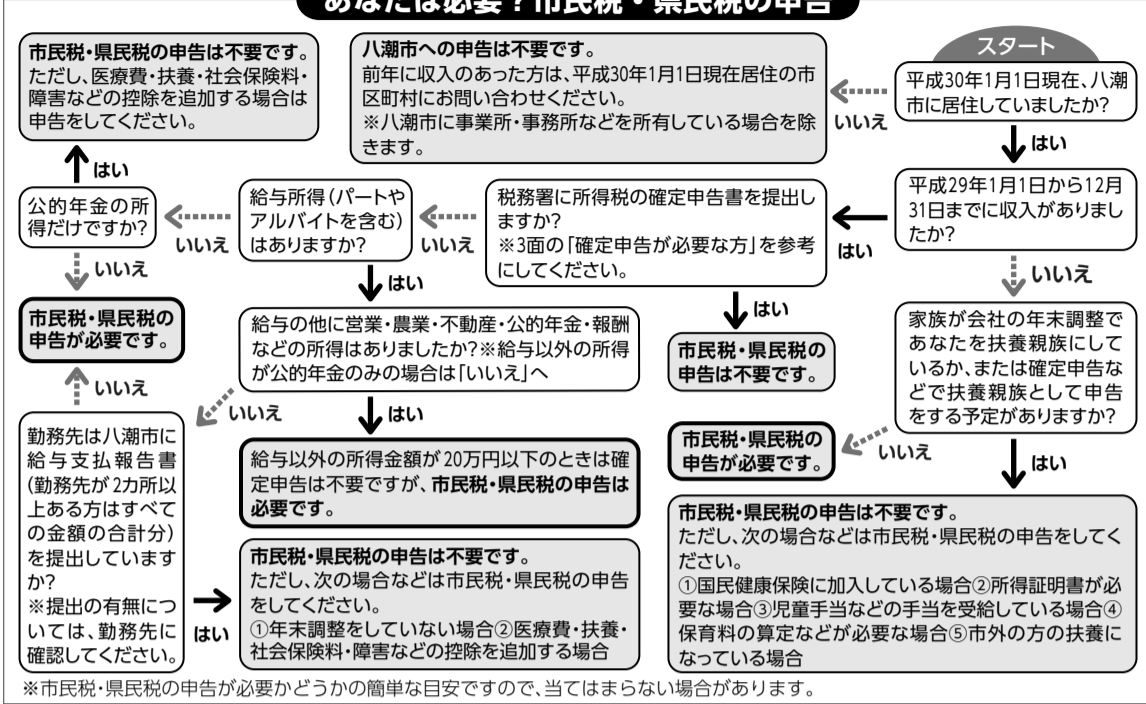 あなたは必要？市民税・県民税の申告
スタート
平成30年1月1日現在、八潮
市に居住していましたか？
いいえ
八潮市への申告は不要です。
前年に収入のあった方は、平成30年1月1日現在居住の市
区町村にお問い合わせください。
※八潮市に事業所・事務所などを所有している場合を除
きます。
はい
平成29年1月1日から12月
31日までに収入がありまし
たか？
はい
税務署に所得税の確定申告書を提出し
ますか？
※3面の「確定申告が必要な方」を参考
にしてください。
いいえ
給与所得（パートや
アルバイトを含む）
はありますか？
いいえ
公的年金の所
得だけですか？
はい
市民税・県民税の申告は不要です。
ただし、医療費・扶養・社会保険料・
障害などの控除を追加する場合は
申告をしてください。
いいえ
市民税・県民税の
申告が必要です。
はい
給与の他に営業・農業・不動産・公的年金・報酬
などの所得はありましたか？※給与以外の所得
が公的年金のみの場合は「いいえ」へ
はい
給与以外の所得金額が20万円以下のときは確
定申告は不要ですが、市民税・県民税の申告は
必要です。
いいえ
勤務先は八潮市に
給与支払報告書
（勤務先が2カ所以
上ある方はすべて
の金額の合計分）
を提出しています
か？
※提出の有無につ
いては、勤務先に
確認してください。
いいえ
はい
市民税・県民税の申告は不要です。
ただし、次の場合などは市民税・県民税の申告
をしてください。
①年末調整をしていない場合②医療費・扶養・
社会保険料・障害などの控除を追加する場合
はい
市民税・県民税の
申告は不要です。
いいえ
家族が会社の年末調整で
あなたを扶養親族にして
いるか、または確定申告な
どで扶養親族として申告
をする予定がありますか？
いいえ
市民税・県民税の
申告が必要です。
はい
市民税・県民税の申告は不要です。
ただし、次の場合などは市民税・県民税の申告をしてく
ださい。
①国民健康保険に加入している場合②所得証明書が必
要な場合③児童手当などの手当を受給している場合④
保育料の算定などが必要な場合⑤市外の方の扶養に
なっている場合
※市民税・県民税の申告が必要かどうかの簡単な目安ですので、当てはまらない場合があります。